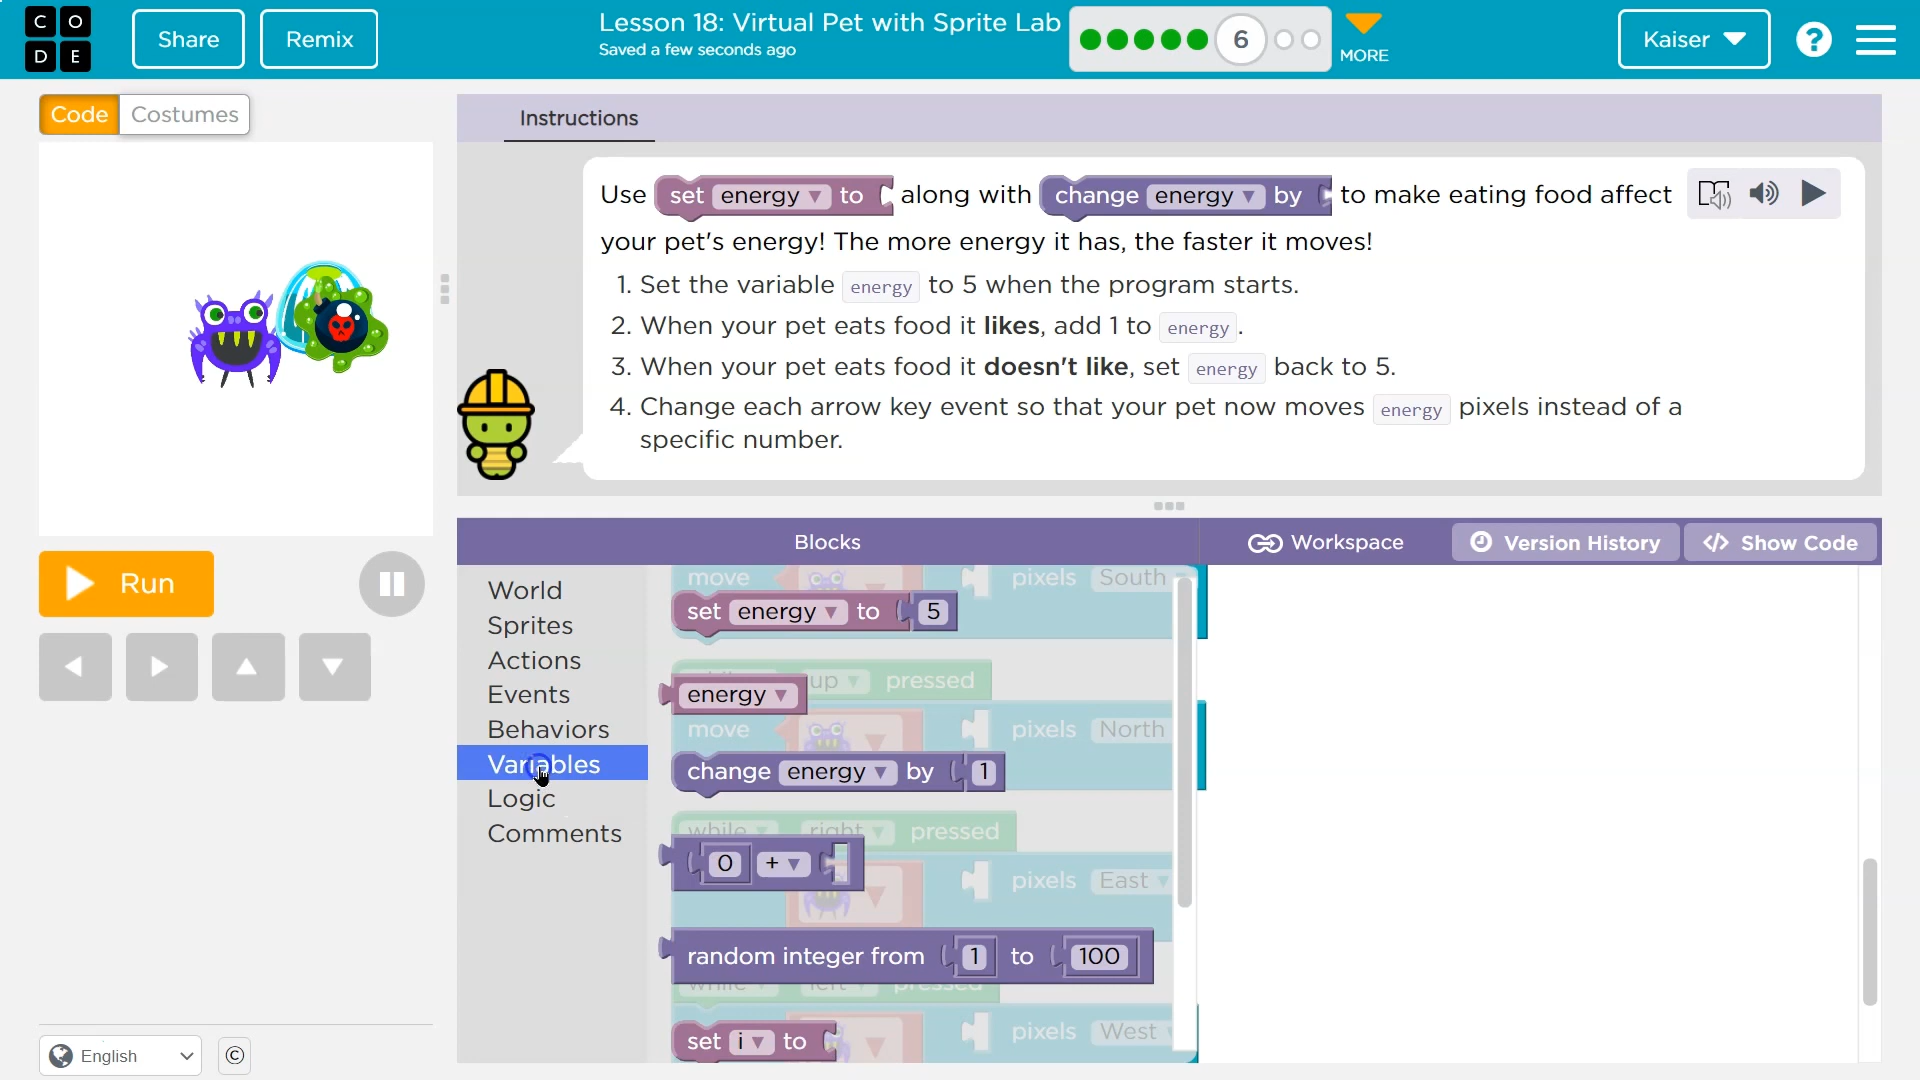 CODE
Share
Remix
Lesson 18: Virtual Pet with Sprite Lab
Saved a few seconds ago
6
MORE
Kaiser
?
Code
Costumes
Instructions
Use set energy to along with change energy by to make eating food affect
your pet's energy! The more energy it has, the faster it moves!
1. Set the variable energy to 5 when the program starts.
2. When your pet eats food it likes, add 1 to energy.
3. When your pet eats food it doesn't like, set energy back to 5.
4. Change each arrow key event so that your pet now moves energy pixels instead of a
specific number.
Run
Blocks
Workspace
Version History
Show Code
World
Sprites
Actions
Events
Behaviors
Variables
Logic
Comments
move pixels South
set energy to 5
up pressed
energy
move pixels North
change energy by 1
while right pressed
0 +
pixels East
random integer from 1 to 100
while left pressed
pixels West
set i to
English
©